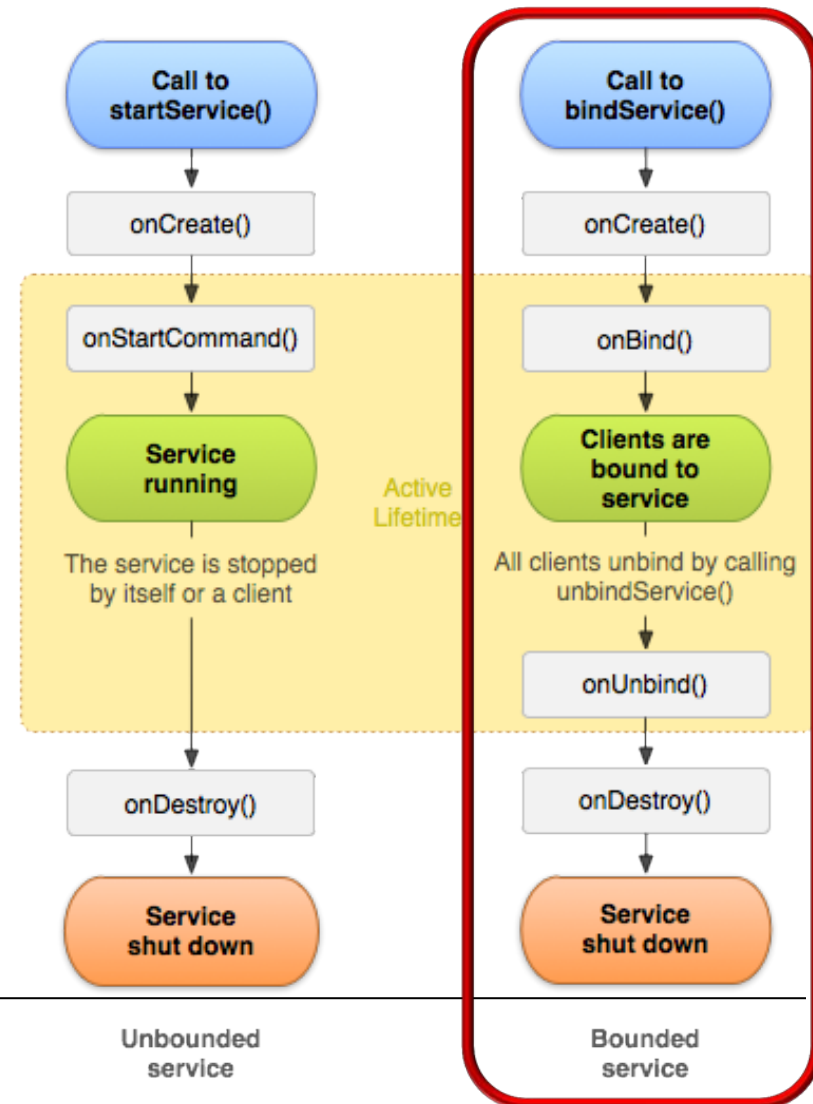 Call to
startService()
onCreate()
onStartCommand()
Service
running
The service is stopped
by itself or a client
onDestroy()
Service
shut down
Unbounded
service
Active
Lifetime
Call to
bindService()
onCreate()
onBind()
Clients are
bound to
service
All clients unbind by calling
unbindService()
onUnbind()
onDestroy()
Service
shut down
Bounded
service